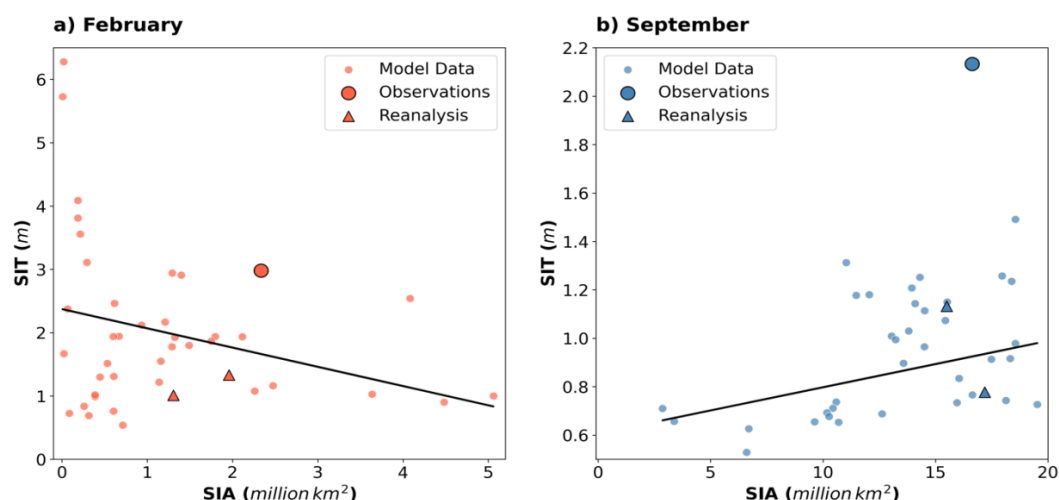 a) February
SIT (m)
6
5
4
3
2
1
0
Model Data
Observations
Reanalysis
0 1 2 3 4 5
SIA (million km²)
b) September
SIT (m)
2.2
2.0
1.8
1.6
1.4
1.2
1.0
0.8
0.6
Model Data
Observations
Reanalysis
0 5 10 15 20
SIA (million km²)